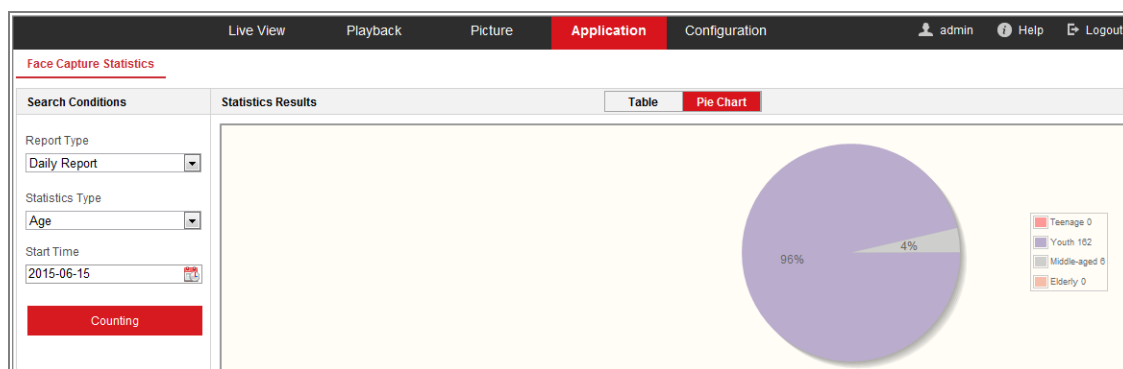 Live View Playback Picture Application Configuration admin Help Logout
Face Capture Statistics
Search Conditions Statistics Results Table Pie Chart
Report Type
Daily Report
Statistics Type
Age
Start Time
2015-06-15
Counting
96%
4%
Teenage 0
Youth 162
Middle-aged 6
Elderly 0